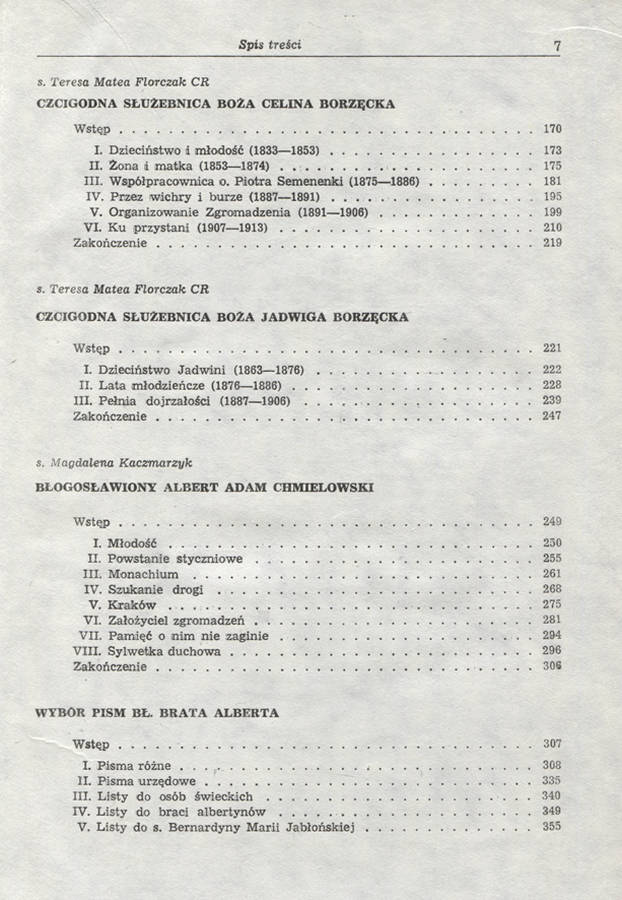 Spis treści 7
s. Teresa Matea Florczak CR
CZCIGODNA SŁUŻEBNICA BOŻA CELINA BORZĘCKA
Wstęp . . . . . . . . . . . . . . . . . . . . 170
I. Dzieciństwo i młodość (1833—1853) . . . . . . . . . . 173
II. Żona i matka (1853—1874) . . . . . . . . . . 175
III. Współpracownica o. Piotra Semenenki (1875—1886) . . . . . . . 181
IV. Przez wichry i burze (1887—1891) . . . . . . . . . . 195
V. Organizowanie Zgromadzenia (1891—1906) . . . . . . . . . . 199
VI. Ku przystani (1907—1913) . . . . . . . . . . 210
Zakończenie . . . . . . . . . . . . . . . . . . . . 219
s. Teresa Matea Florczak CR
CZCIGODNA SŁUŻEBNICA BOŻA JADWIGA BORZĘCKA
Wstęp . . . . . . . . . . . . . . . . . . . . 221
I. Dzieciństwo Jadwini (1863—1876) . . . . . . . . . . 222
II. Lata młodzieńcze (1876—1886) . . . . . . . . . . 228
III. Pełnia dojrzałości (1887—1906) . . . . . . . . . . 239
Zakończenie . . . . . . . . . . . . . . . . . . . . 247
s. Magdalena Kaczmarzyk
BŁOGOSŁAWIONY ALBERT ADAM CHMIELOWSKI
Wstęp . . . . . . . . . . . . . . . . . . . . 249
I. Młodość . . . . . . . . . . . . . . . . . . . . 250
II. Powstanie styczniowe . . . . . . . . . . 255
III. Monachium . . . . . . . . . . . . . . . . . . . . 261
IV. Szukanie drogi . . . . . . . . . . 268
V. Kraków . . . . . . . . . . . . . . . . . . . . 275
VI. Założyciel zgromadzeń . . . . . . . . . . 281
VII. Pamięć o nim nie zaginie . . . . . . . . . . 294
VIII. Sylwetka duchowa . . . . . . . . . . 296
Zakończenie . . . . . . . . . . . . . . . . . . . . 306
WYBÓR PISM BŁ. BRATA ALBERTA
Wstęp . . . . . . . . . . . . . . . . . . . . 307
I. Pisma różne . . . . . . . . . . . . . . . . . . . . 308
II. Pisma urzędowe . . . . . . . . . . . . . . . . . . . . 335
III. Listy do osób świeckich . . . . . . . . . . 340
IV. Listy do braci albertynów . . . . . . . . . . 349
V. Listy do s. Bernardyny Marii Jabłońskiej . . . . . . . . . . 355